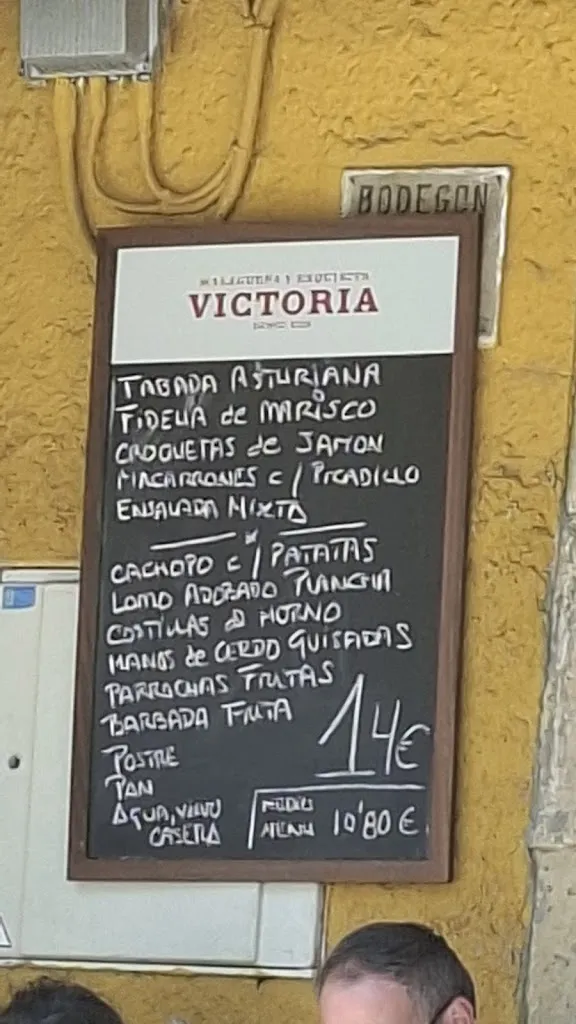 BODEGON
MALAGUEÑA Y EXQUISITA
VICTORIA
FABADA ASTURIANA
FIDEUA de MARISCO
CROQUETAS de JAMON
MACARRONES C/ PICADILLO
ENSALADA MIXTA
CACHOPO C/ PATATAS
LOMO ADOBADO PLANCHA
COSTILLAS al HORNO
MANOS de CERDO GUISADAS
PARROCHAS FRITAS
BARBADA FRITA
14€
POSTRE
PAN
AGUA, VINO
CASERA
MEDIO
MENU 10'80€